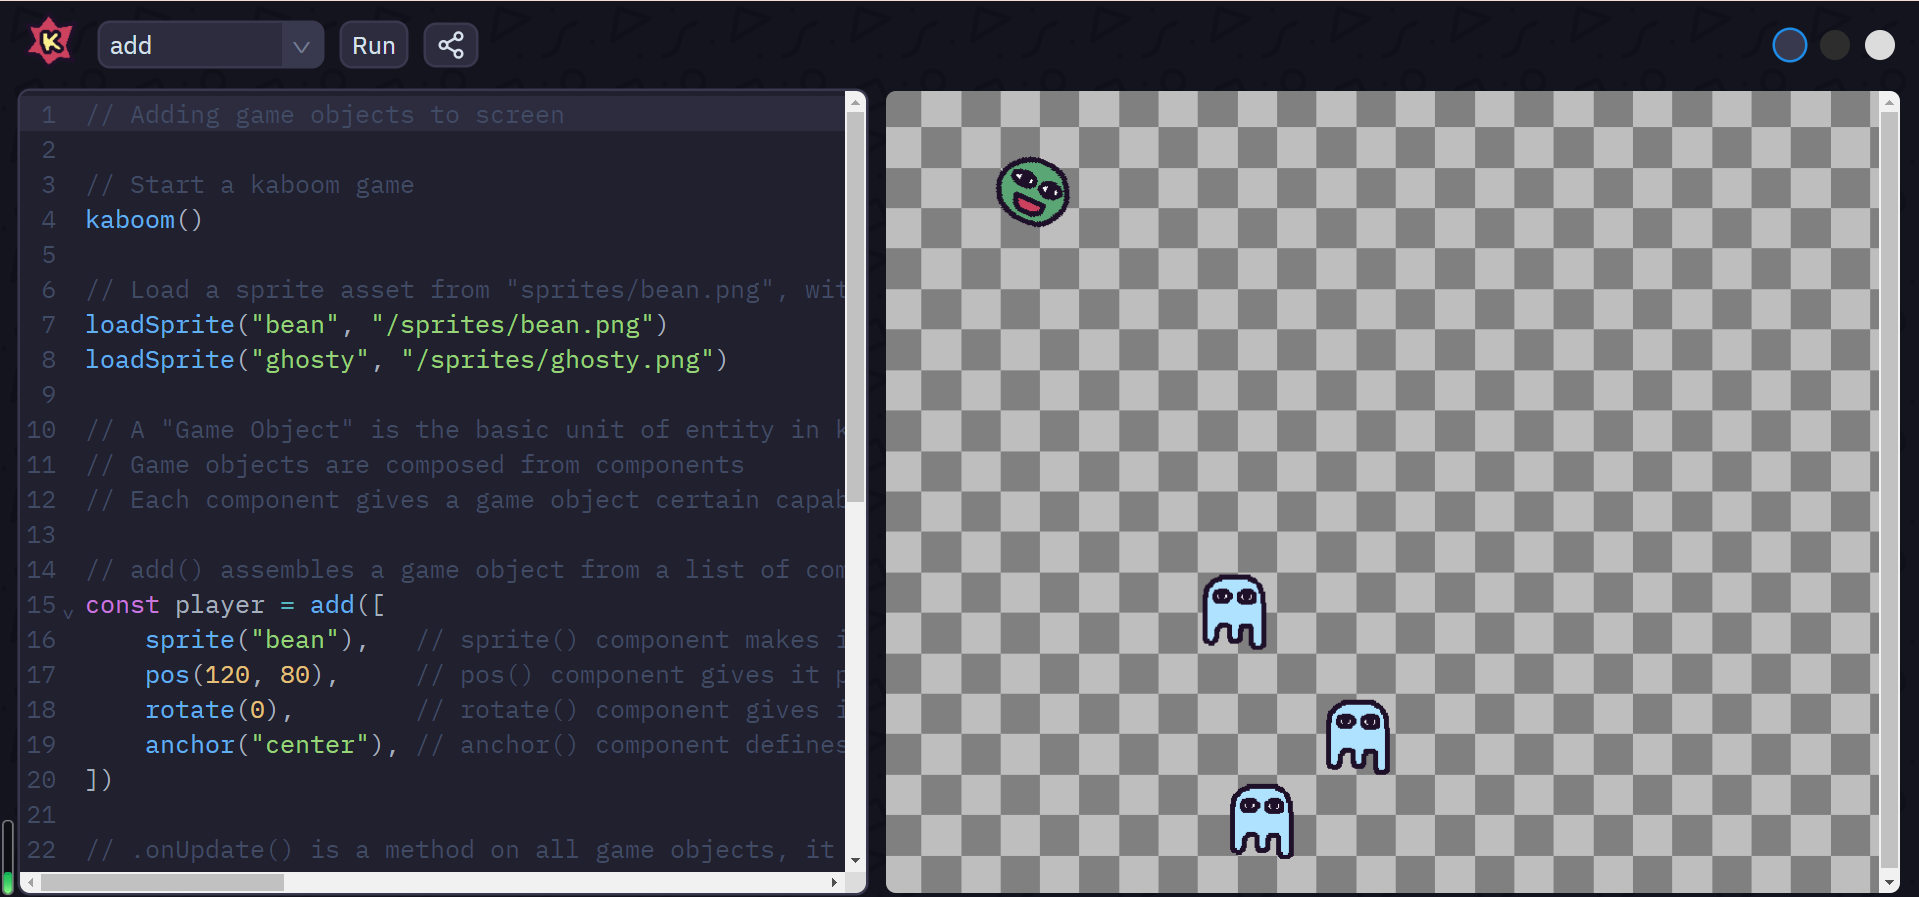 K
add
Run
1 // Adding game objects to screen
2
3 // Start a kaboom game
4 kaboom()
5
6 // Load a sprite asset from "sprites/bean.png", wit
7 loadSprite("bean", "/sprites/bean.png")
8 loadSprite("ghosty", "/sprites/ghosty.png")
9
10 // A "Game Object" is the basic unit of entity in k
11 // Game objects are composed from components
12 // Each component gives a game object certain capab
13
14 // add() assembles a game object from a list of com
15 const player = add([
16     sprite("bean"),   // sprite() component makes i
17     pos(120, 80),     // pos() component gives it p
18     rotate(0),        // rotate() component gives i
19     anchor("center"), // anchor() component defines
20 ])
21
22 // .onUpdate() is a method on all game objects, it